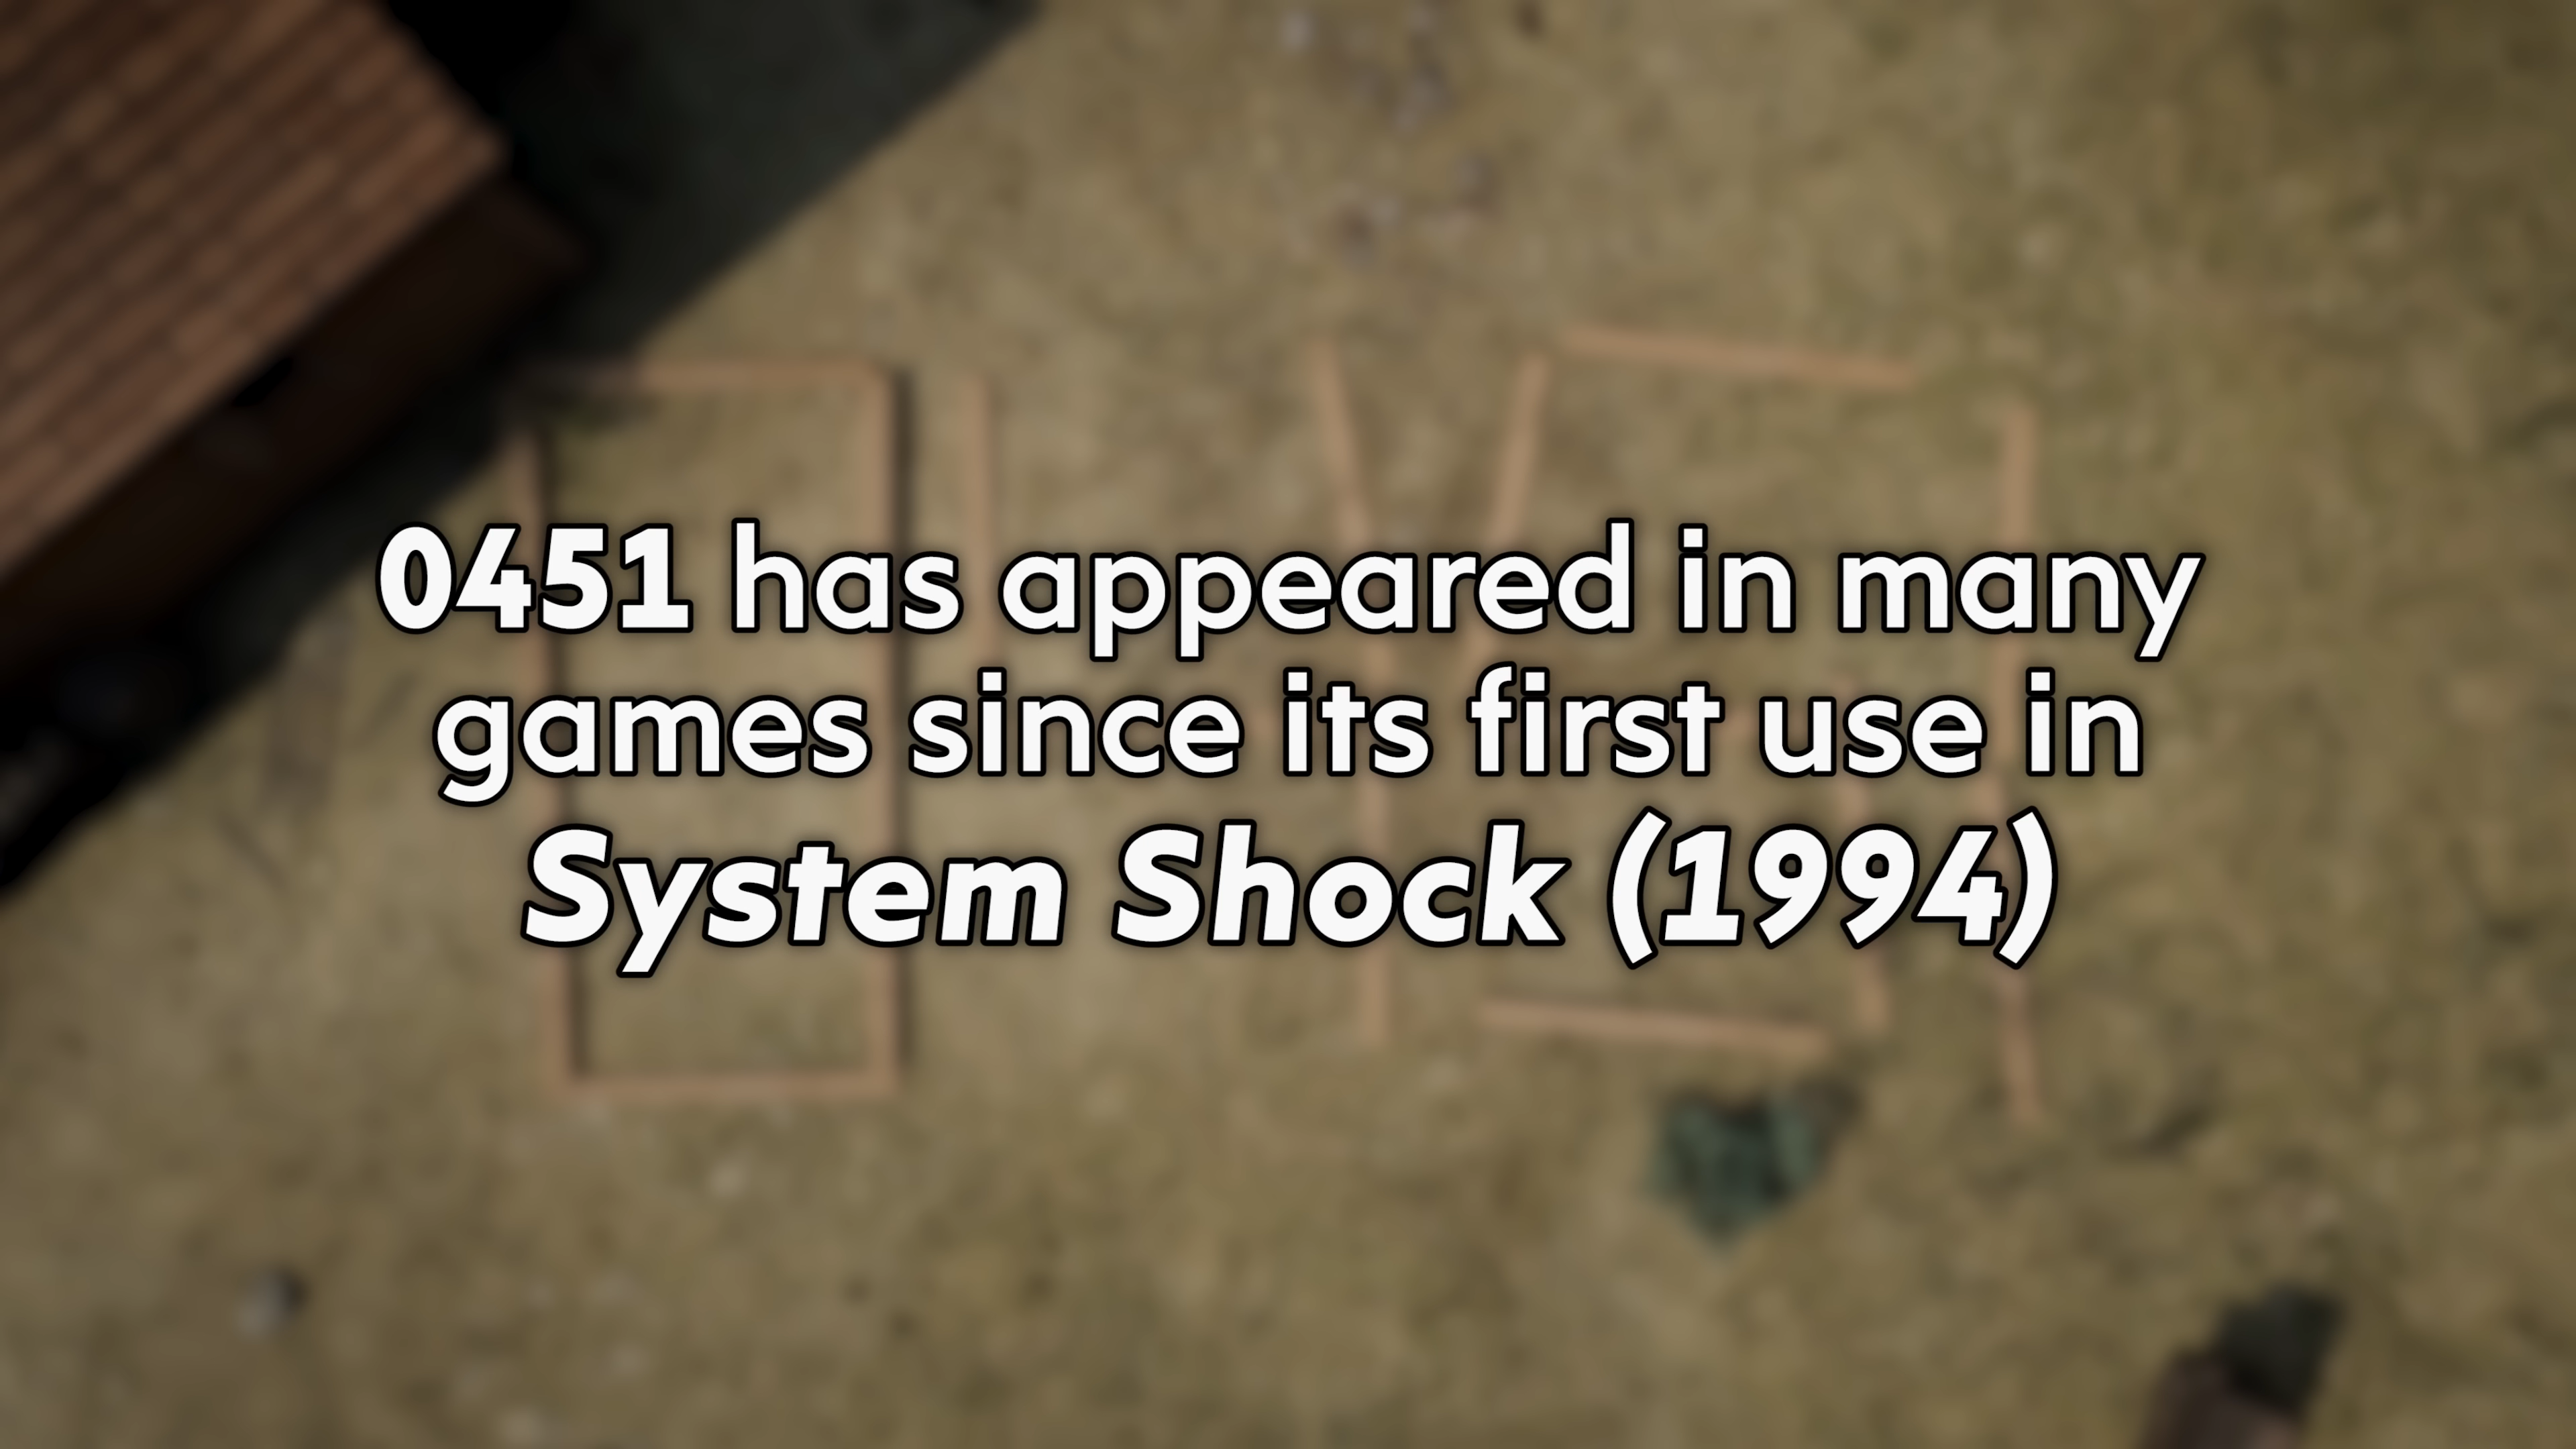 0451 has appeared in many
games since its first use in
System Shock (1994)